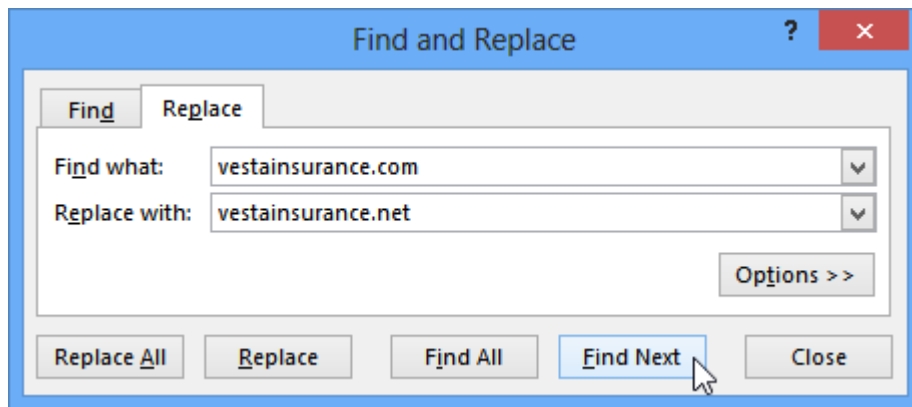 Find and Replace
?
Find
Replace
Find what:
vestainsurance.com
Replace with:
vestainsurance.net
Options >>
Replace All
Replace
Find All
Find Next
Close